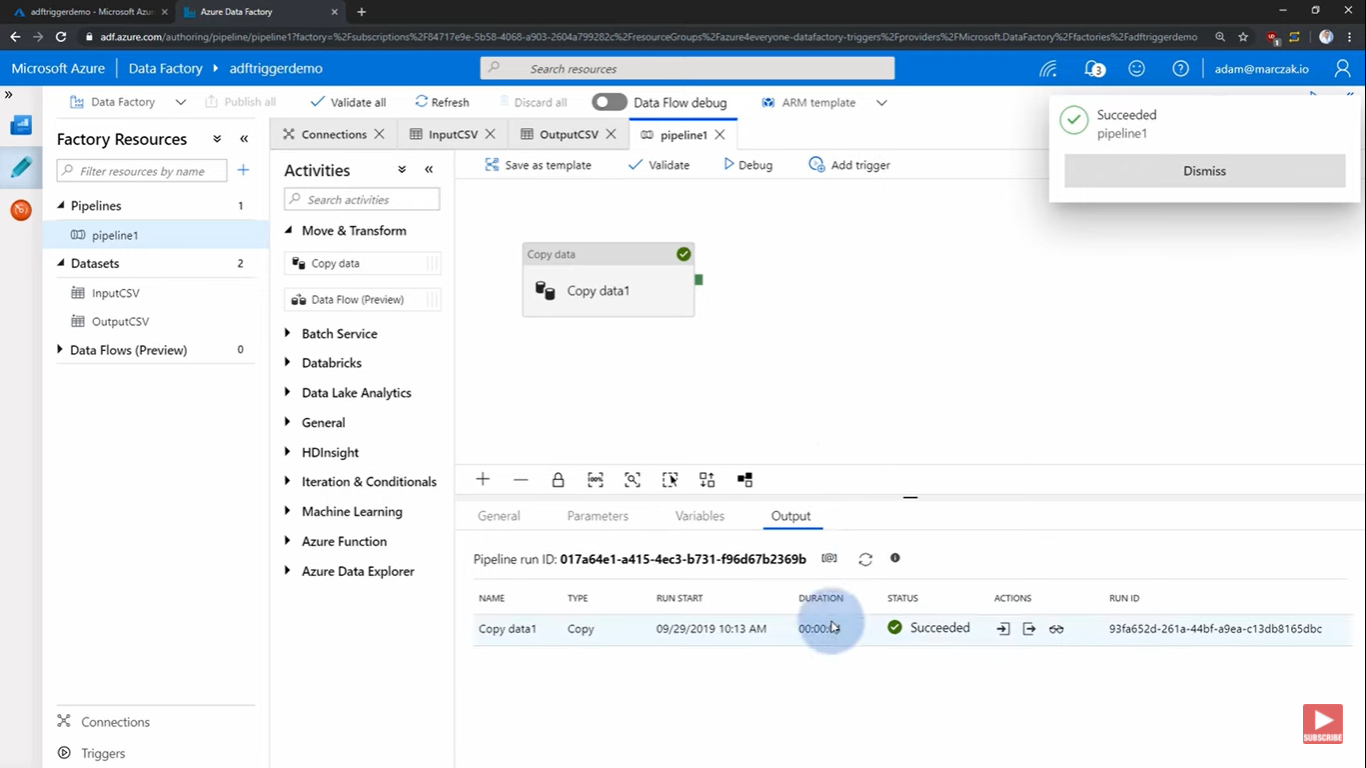 adftriggerdemo - Microsoft Azure
Azure Data Factory
adf.azure.com/authoring/pipeline/pipeline1?factory=%2Fsubscriptions%2F84717e9e-5b58-4068-a903-2604a799282c%2FresourceGroups%2Fazure4everyone-datafactory-triggers%2Fproviders%2FMicrosoft.DataFactory%2Ffactories%2Fadftriggerdemo
Microsoft Azure
Data Factory
adftriggerdemo
Search resources
3
adam@marczak.io
Data Factory
Publish all
Validate all
Refresh
Discard all
Data Flow debug
ARM template
Succeeded
pipeline1
Dismiss
Factory Resources
Filter resources by name
Pipelines 1
pipeline1
Datasets 2
InputCSV
OutputCSV
Data Flows (Preview) 0
Connections
Triggers
Connections
InputCSV
OutputCSV
pipeline1
Activities
Search activities
Move & Transform
Copy data
Data Flow (Preview)
Batch Service
Databricks
Data Lake Analytics
General
HDInsight
Iteration & Conditionals
Machine Learning
Azure Function
Azure Data Explorer
Save as template
Validate
Debug
Add trigger
Copy data
Copy data1
100%
General
Parameters
Variables
Output
Pipeline run ID: 017a64e1-a415-4ec3-b731-f96d67b2369b
NAME TYPE RUN START DURATION STATUS ACTIONS RUN ID
Copy data1 Copy 09/29/2019 10:13 AM Succeeded 93fa652d-261a-44bf-a9ea-c13db8165dbc
SUBSCRIBE